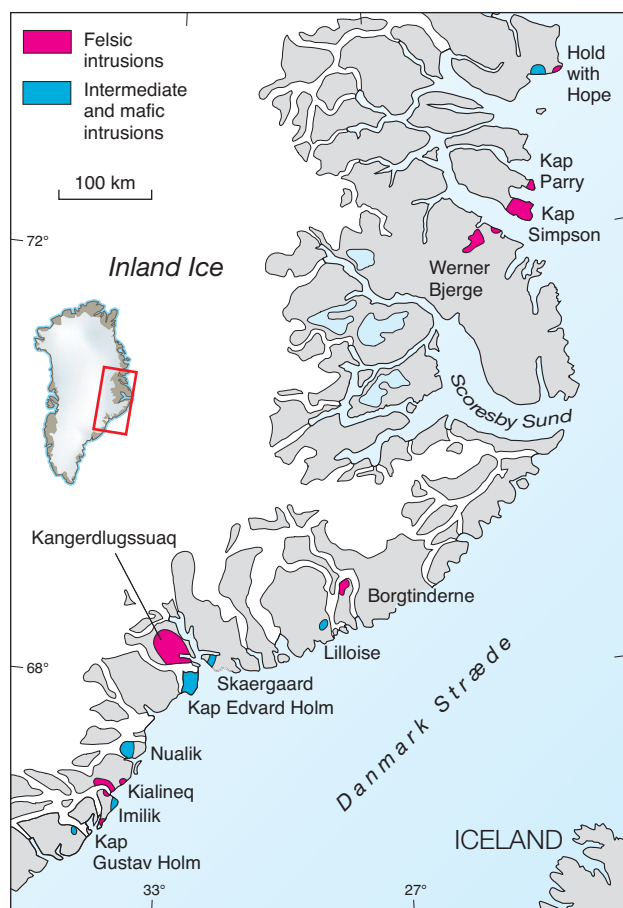 Felsic
intrusions
Intermediate
and mafic
intrusions
100 km
Hold
with
Hope
Kap
Parry
Kap
Simpson
72°
Inland Ice
Werner
Bjerge
Scoresby Sund
Kangerdlugssuaq
Borgtinderne
Lilloise
68°
Skaergaard
Kap Edvard Holm
Danmark Stræde
Nualik
Kialineq
Imilik
Kap
Gustav Holm
ICELAND
33°
27°